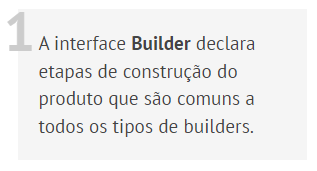 1
A interface Builder declara
etapas de construção do
produto que são comuns a
todos os tipos de builders.